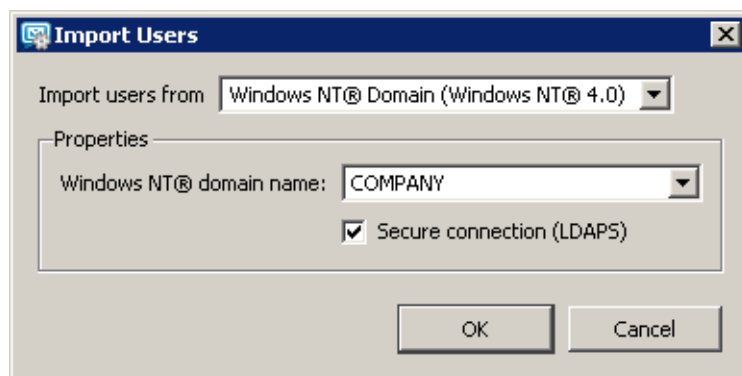 Import Users
Import users from Windows NT® Domain (Windows NT® 4.0)
Properties
Windows NT® domain name: COMPANY
Secure connection (LDAPS)
OK Cancel